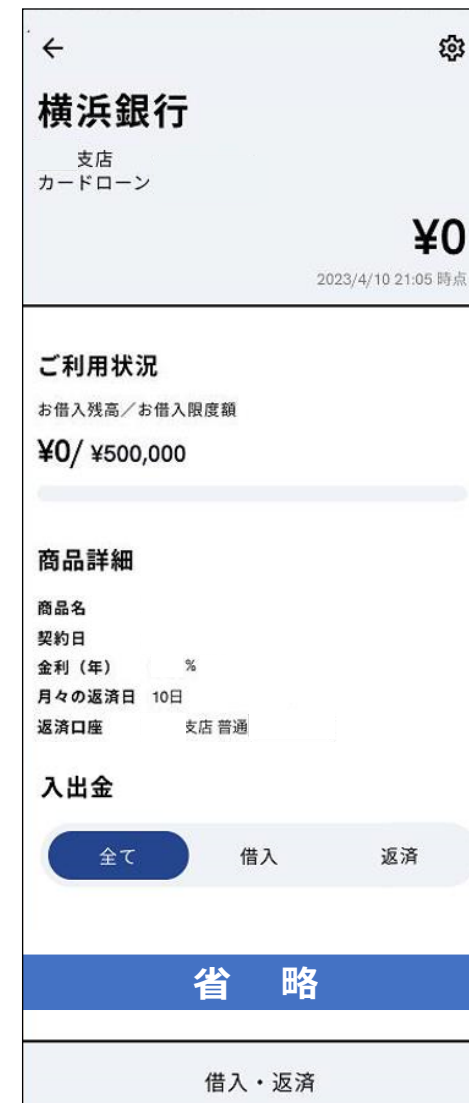 横浜銀行
支店
カードローン
¥0
2023/4/10 21:05 時点
ご利用状況
お借入残高／お借入限度額
¥0/ ¥500,000
商品詳細
商品名
契約日
金利（年） %
月々の返済日 10日
返済口座 支店 普通
入出金
全て 借入 返済
省 略
借入・返済